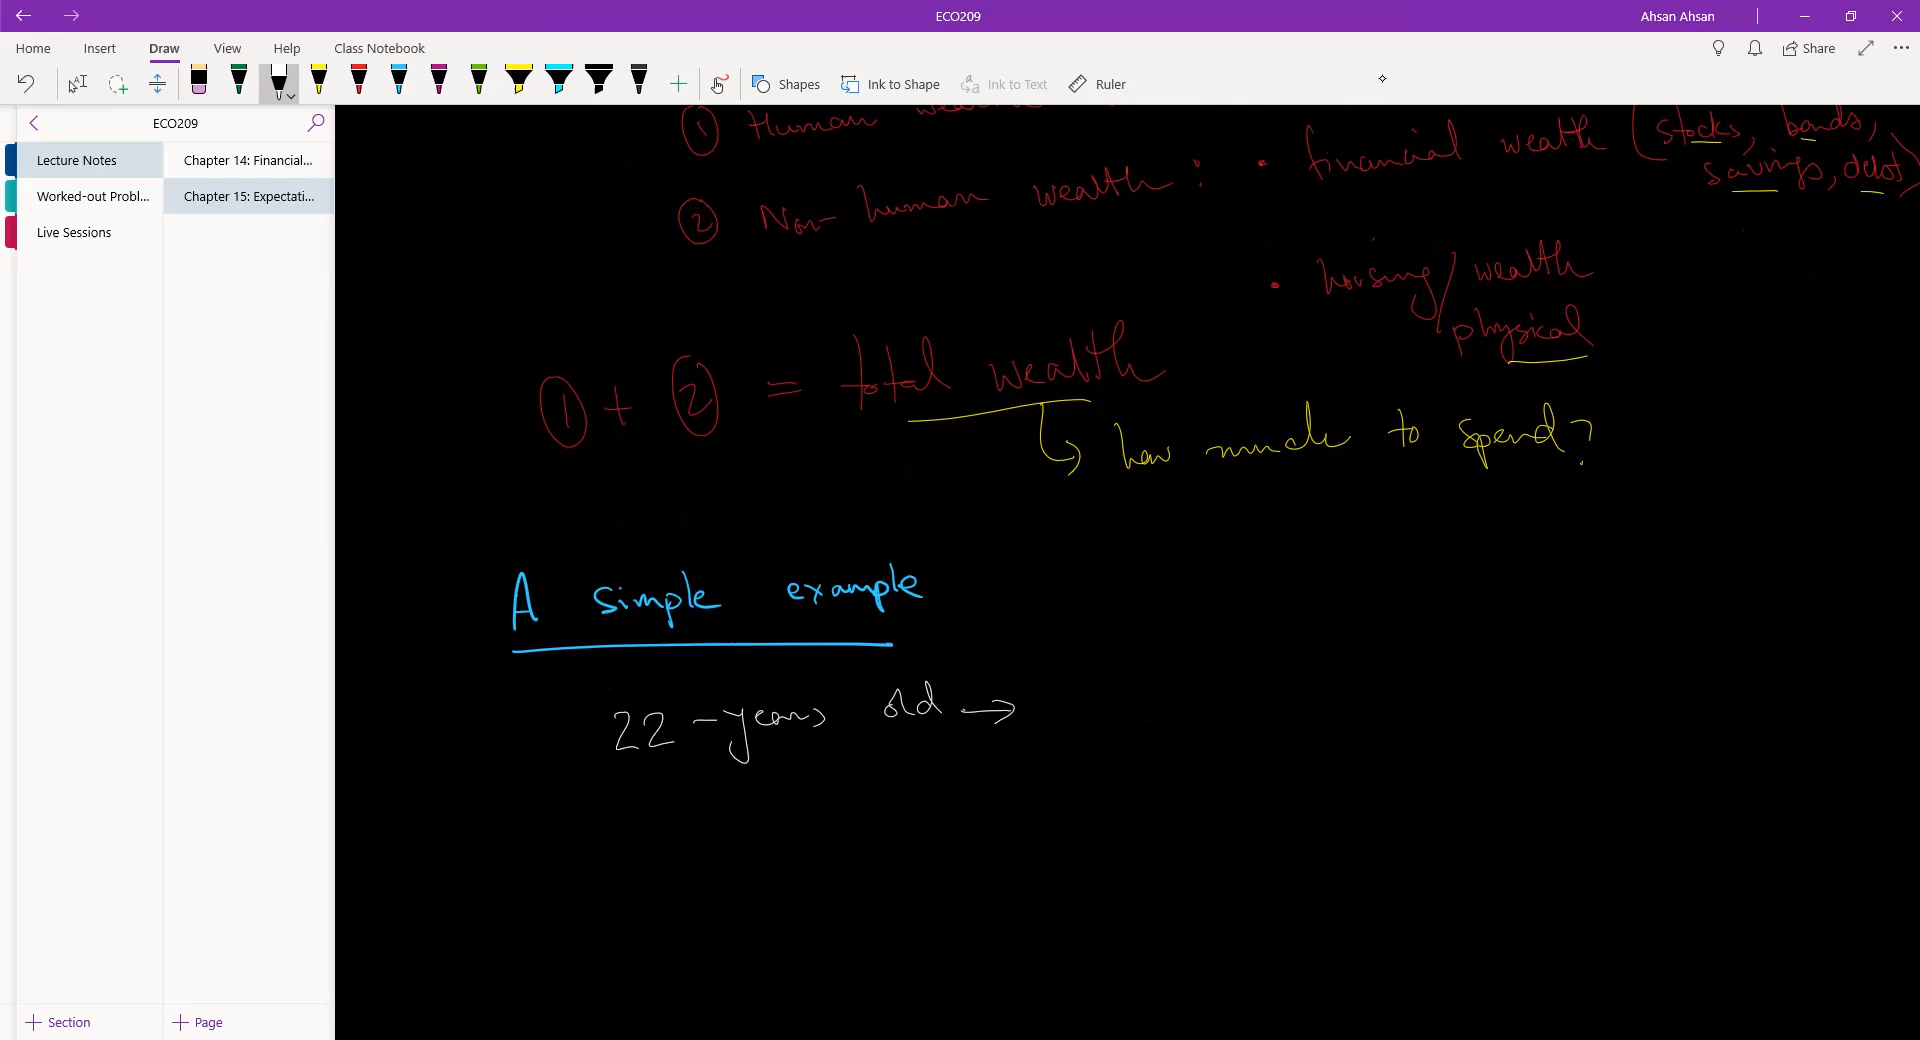 ECO209
Ahsan Ahsan
Home Insert Draw View Help Class Notebook
Share
Shapes Ink to Shape Ink to Text Ruler
ECO209
Lecture Notes
Worked-out Probl...
Live Sessions
Chapter 14: Financial...
Chapter 15: Expectati...
① Human
② Non-human wealth : • financial wealth (stocks, bonds,
savings, debt)
• housing/ wealth
physical
① + ② = total wealth
↳ how much to spend?
A simple example
22-years old →
+ Section
+ Page